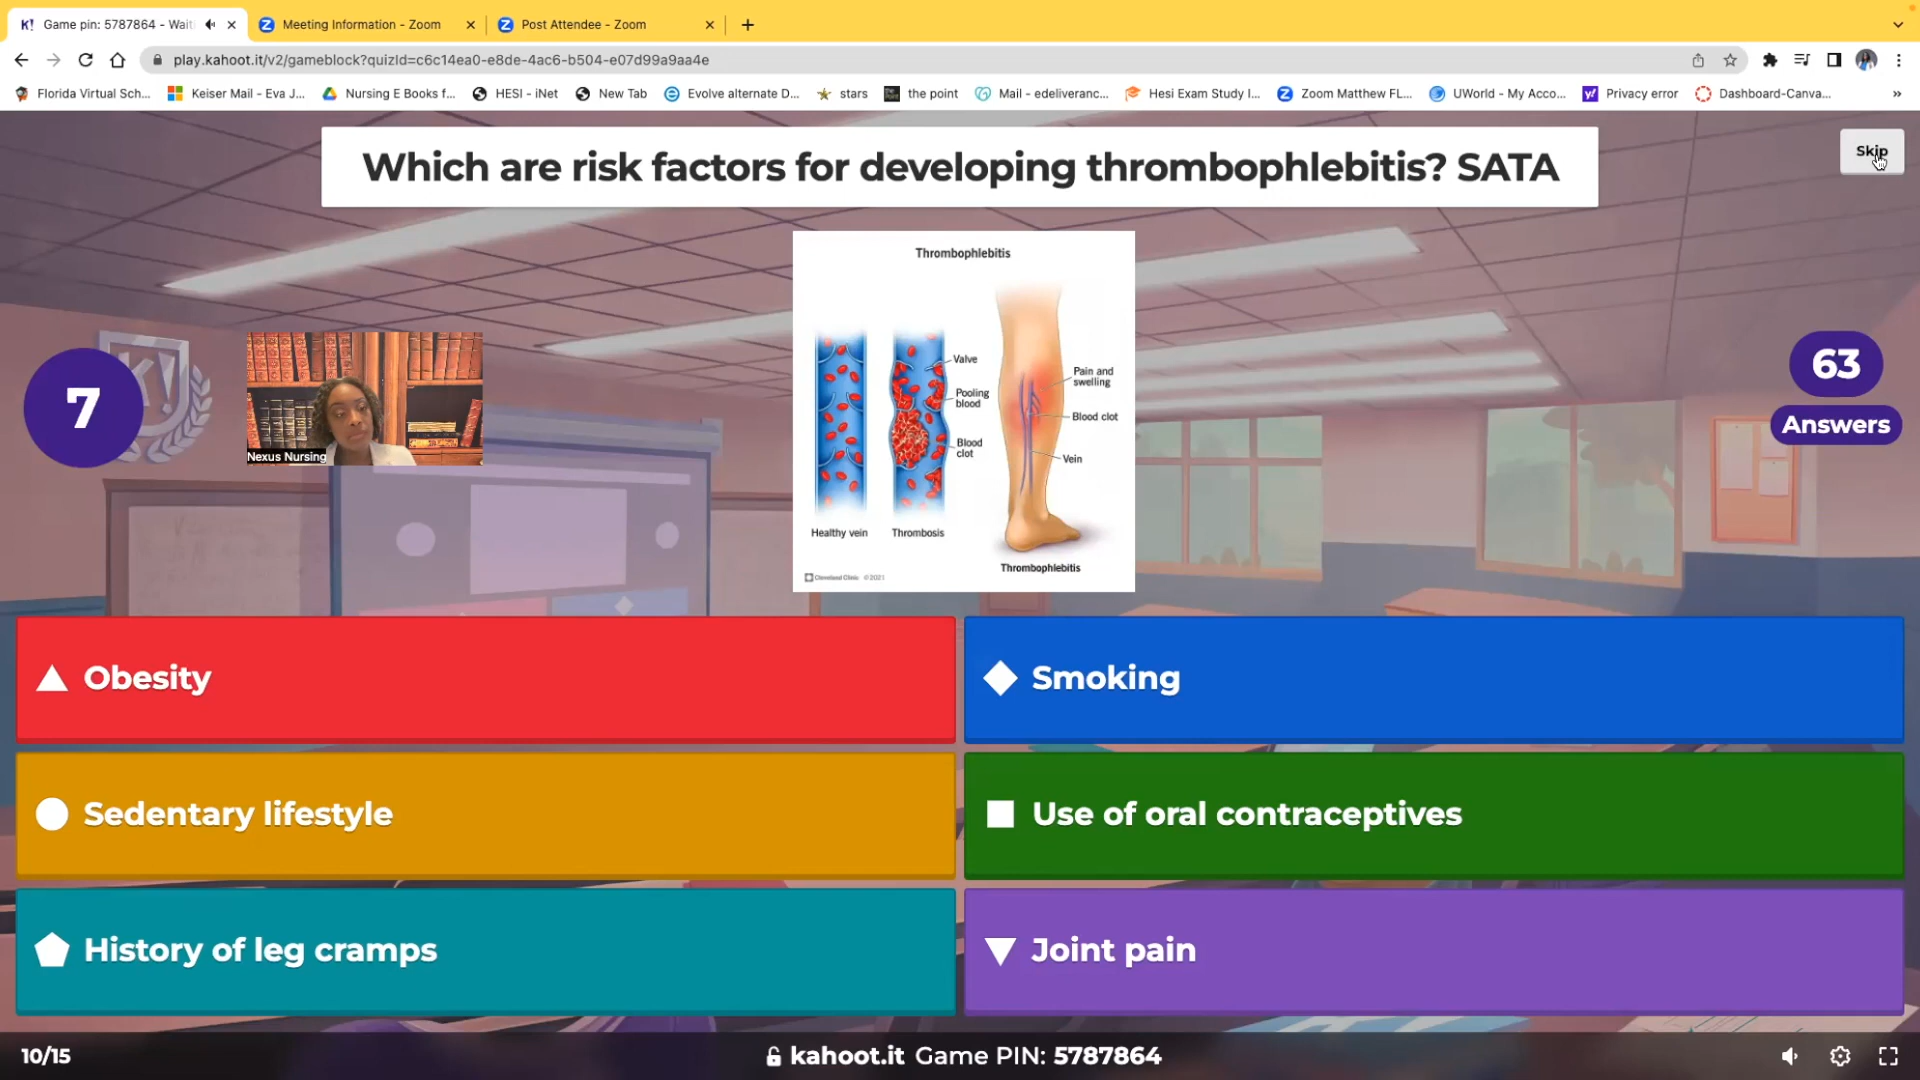 K! Game pin: 5787864 - Wait
Meeting Information - Zoom
Post Attendee - Zoom
play.kahoot.it/v2/gameblock?quizId=c6c14ea0-e8de-4ac6-b504-e07d99a9aa4e
Florida Virtual Sch...
Keiser Mail - Eva J...
Nursing E Books f...
HESI - iNet
New Tab
Evolve alternate D...
stars
the point
Mail - edeliveranc...
Hesi Exam Study I...
Zoom Matthew FL...
UWorld - My Acco...
Privacy error
Dashboard-Canva...
»
Which are risk factors for developing thrombophlebitis? SATA
Skip
Thrombophlebitis
Valve
Pooling
blood
Blood
clot
Pain and
swelling
Blood clot
Vein
Healthy vein
Thrombosis
Thrombophlebitis
Cleveland Clinic ©2021
7
Nexus Nursing
63
Answers
Obesity
Smoking
Sedentary lifestyle
Use of oral contraceptives
History of leg cramps
Joint pain
10/15
kahoot.it Game PIN: 5787864